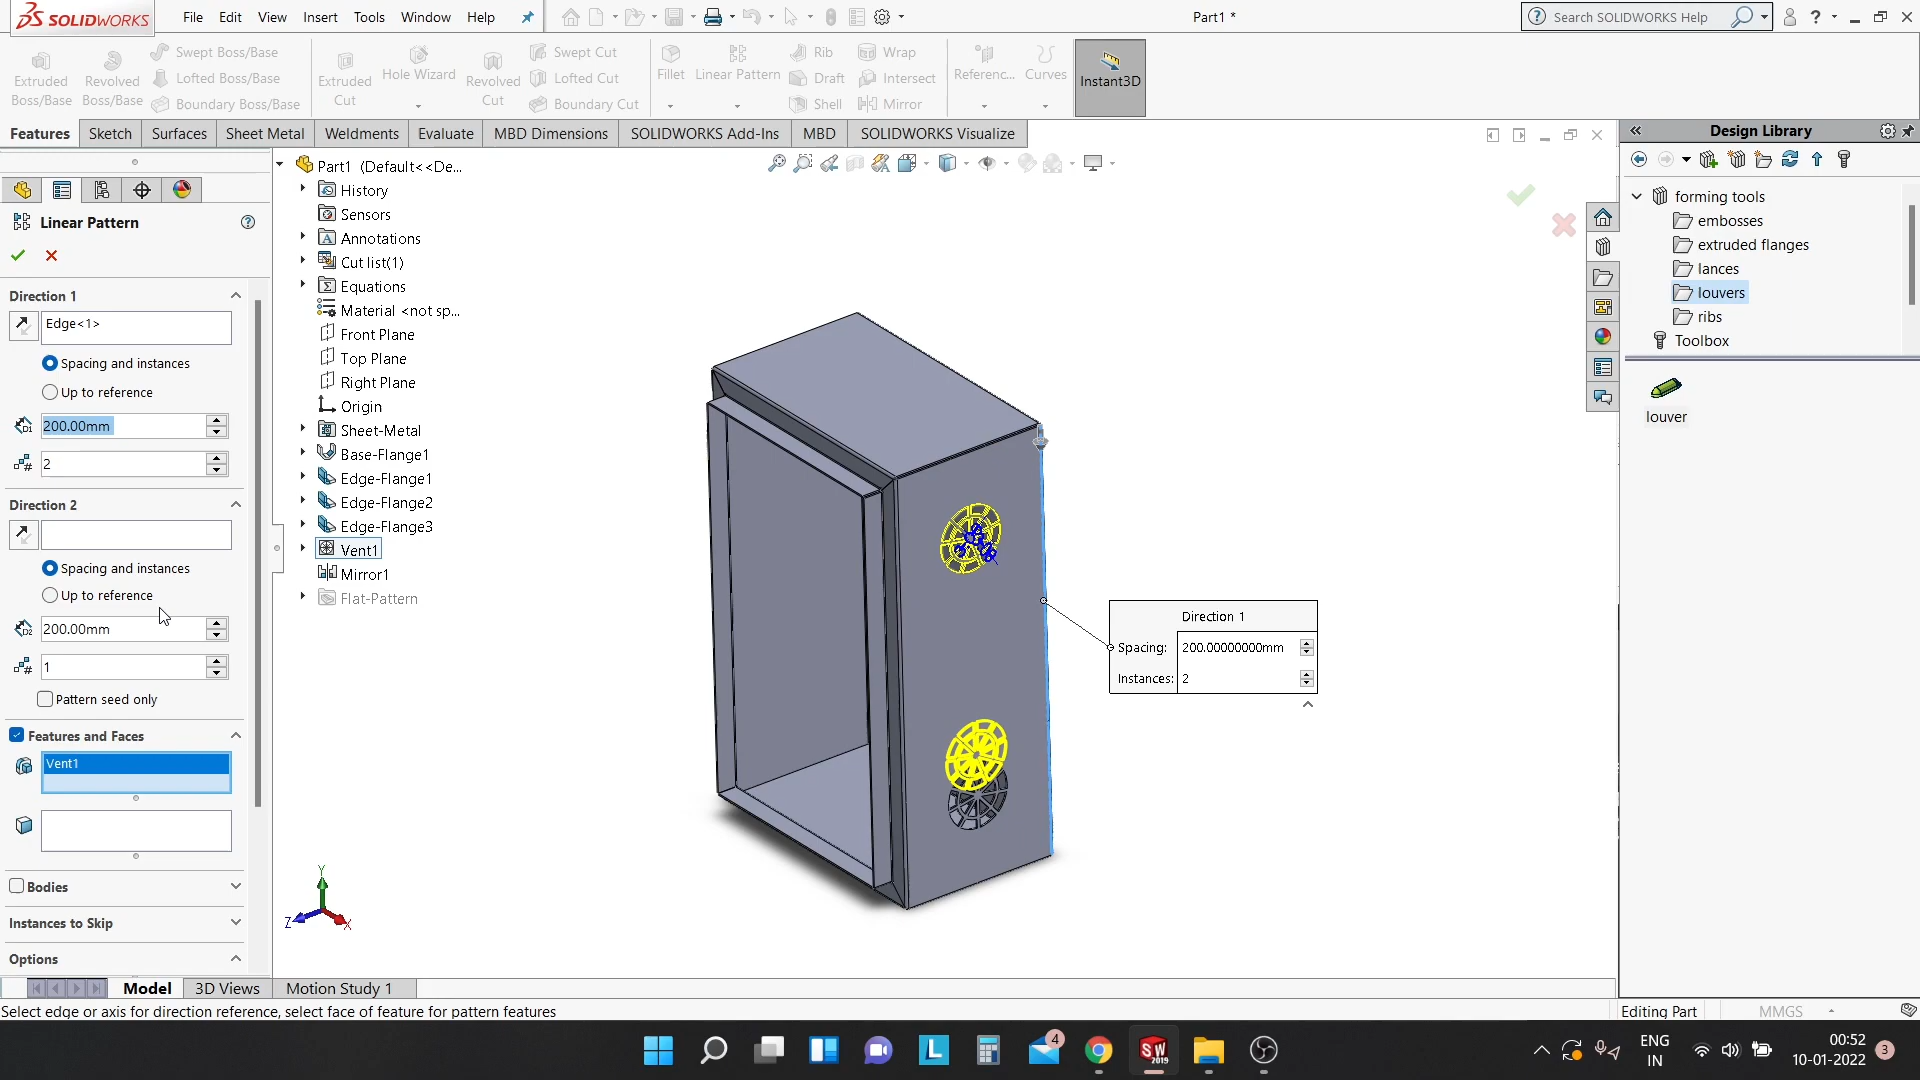 SOLIDWORKS
File Edit View Insert Tools Window Help
Part1 *
Search SOLIDWORKS Help
Extruded Boss/Base
Revolved Boss/Base
Swept Boss/Base
Lofted Boss/Base
Boundary Boss/Base
Extruded Cut
Hole Wizard
Revolved Cut
Swept Cut
Lofted Cut
Boundary Cut
Fillet
Linear Pattern
Rib
Draft
Shell
Wrap
Intersect
Mirror
Referenc...
Curves
Instant3D
Features Sketch Surfaces Sheet Metal Weldments Evaluate MBD Dimensions SOLIDWORKS Add-Ins MBD SOLIDWORKS Visualize
Linear Pattern
Direction 1
Edge<1>
Spacing and instances
Up to reference
200.00mm
2
Direction 2
Spacing and instances
Up to reference
200.00mm
1
Pattern seed only
Features and Faces
Vent1
Bodies
Instances to Skip
Options
Part1 (Default<<De...
History
Sensors
Annotations
Cut list(1)
Equations
Material <not sp...
Front Plane
Top Plane
Right Plane
Origin
Sheet-Metal
Base-Flange1
Edge-Flange1
Edge-Flange2
Edge-Flange3
Vent1
Mirror1
Flat-Pattern
Direction 1
Spacing: 200.00000000mm
Instances: 2
Y
Z
X
Design Library
forming tools
embosses
extruded flanges
lances
louvers
ribs
Toolbox
louver
Model 3D Views Motion Study 1
Select edge or axis for direction reference, select face of feature for pattern features
Editing Part
MMGS
4
L
SW
2019
ENG
IN
00:52
10-01-2022
3